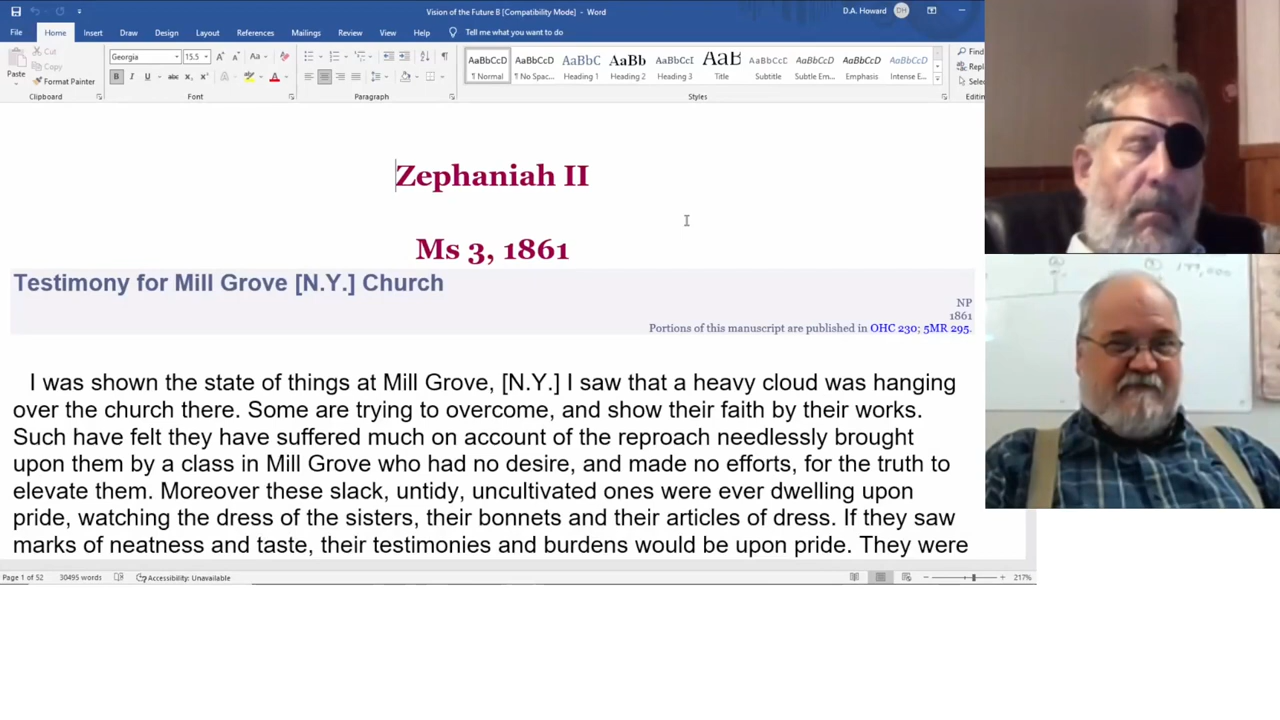 Vision of the Future B [Compatibility Mode] - Word
D.A. Howard
DH
File Home Insert Draw Design Layout References Mailings Review View Help Tell me what you want to do
Paste
Cut
Copy
Format Painter
Clipboard
Georgia 15.5
Font
Paragraph
AaBbCcD AaBbCcD AaBbC AaBb AaBbCcI AaB AaBbCcD AaBbCcD AaBbCcD AaBbCcD
¶ Normal ¶ No Spac... Heading 1 Heading 2 Heading 3 Title Subtitle Subtle Em... Emphasis Intense E...
Styles
Find
Repl
Selec
Editin
Zephaniah II
Ms 3, 1861
Testimony for Mill Grove [N.Y.] Church
NP
1861
Portions of this manuscript are published in OHC 230; 5MR 295.
I was shown the state of things at Mill Grove, [N.Y.] I saw that a heavy cloud was hanging
over the church there. Some are trying to overcome, and show their faith by their works.
Such have felt they have suffered much on account of the reproach needlessly brought
upon them by a class in Mill Grove who had no desire, and made no efforts, for the truth to
elevate them. Moreover these slack, untidy, uncultivated ones were ever dwelling upon
pride, watching the dress of the sisters, their bonnets and their articles of dress. If they saw
marks of neatness and taste, their testimonies and burdens would be upon pride. They were
Page 1 of 52 30495 words Accessibility: Unavailable 217%